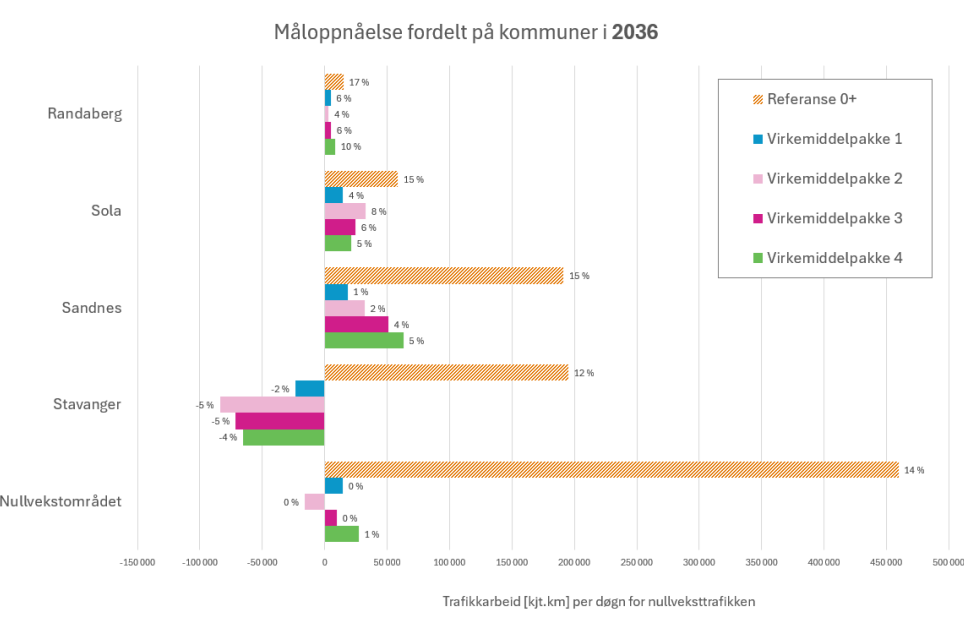 Måloppnåelse fordelt på kommuner i 2036
Randaberg
17 %
6 %
4 %
6 %
10 %
Sola
15 %
4 %
8 %
6 %
5 %
Sandnes
15 %
1 %
2 %
4 %
5 %
Stavanger
12 %
-2 %
-5 %
-5 %
-4 %
Nullvekstområdet
14 %
0 %
0 %
0 %
1 %
Referanse 0+
Virkemiddelpakke 1
Virkemiddelpakke 2
Virkemiddelpakke 3
Virkemiddelpakke 4
-150 000 -100 000 -50 000 0 50 000 100 000 150 000 200 000 250 000 300 000 350 000 400 000 450 000 500 000
Trafikkarbeid [kjt.km] per døgn for nullveksttrafikken